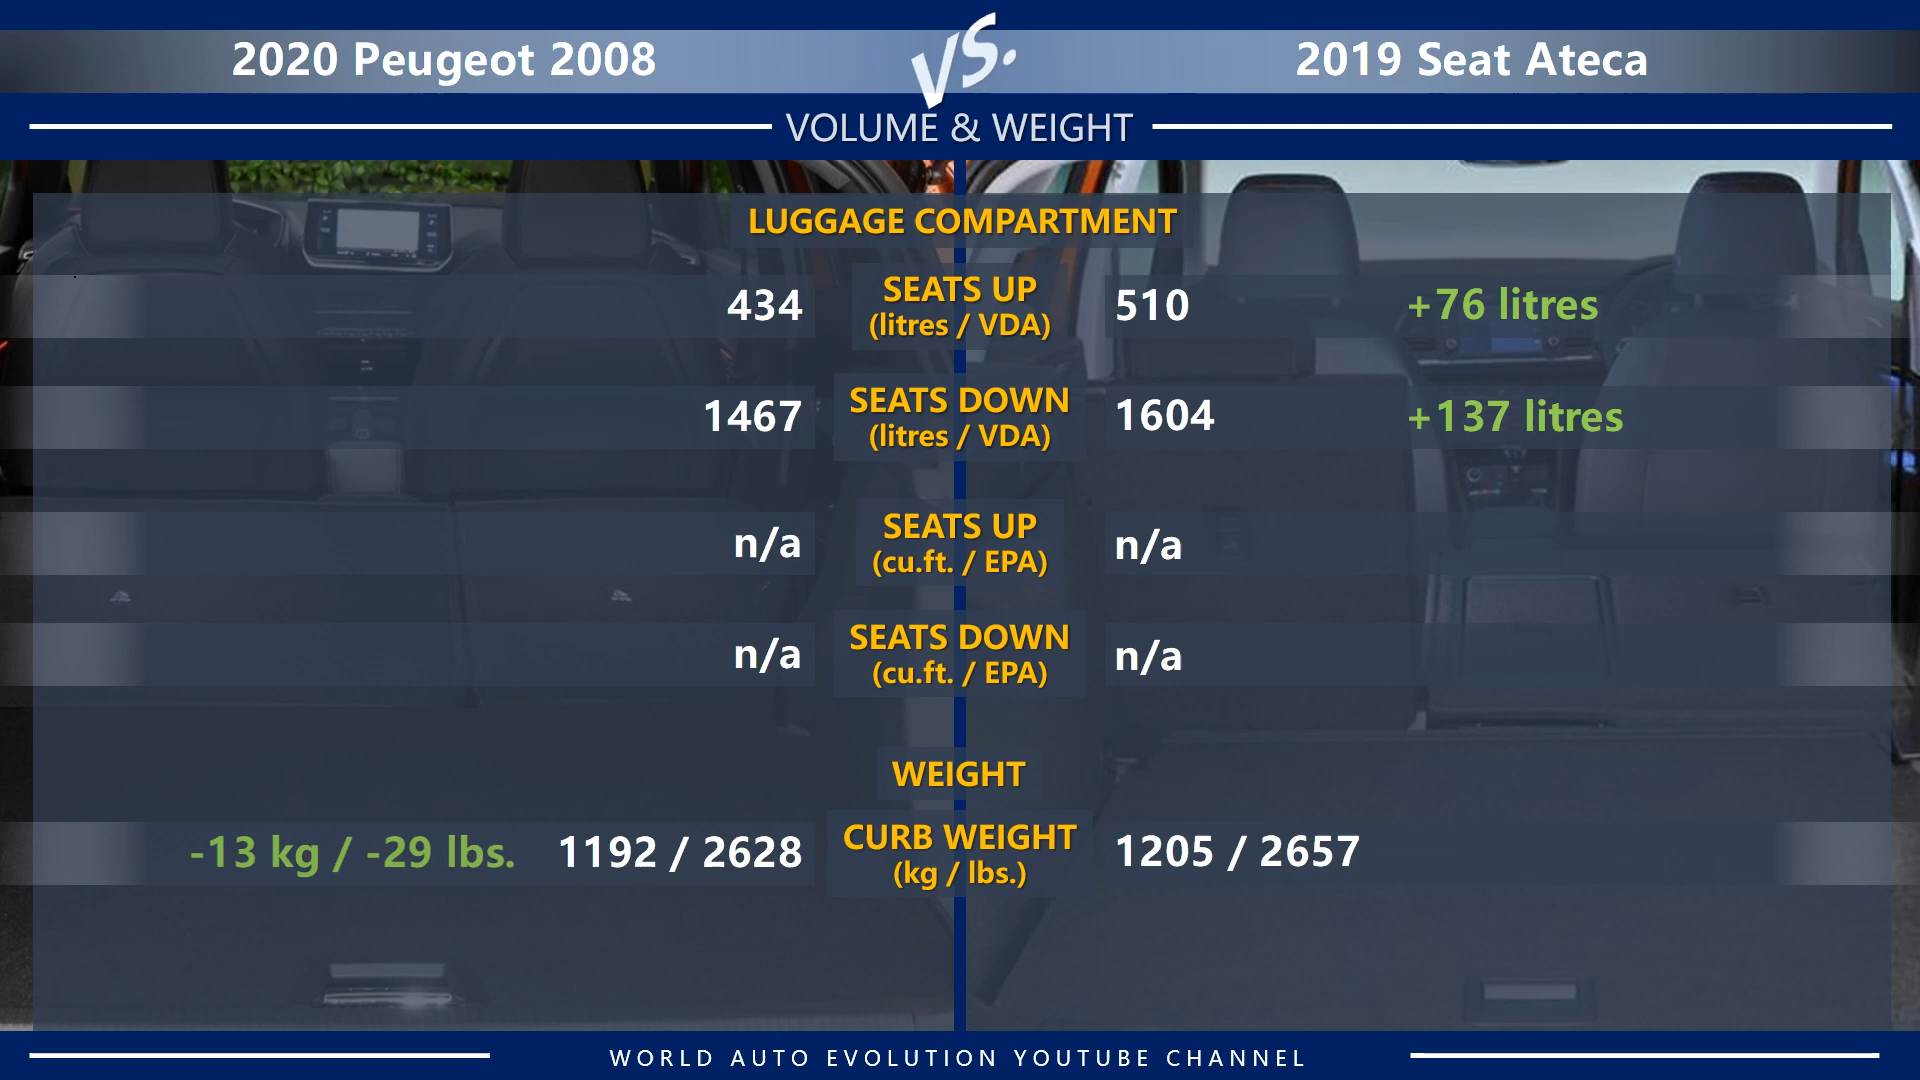 2020 Peugeot 2008 VS. 2019 Seat Ateca
VOLUME & WEIGHT
LUGGAGE COMPARTMENT
434 SEATS UP 510 +76 litres
(litres / VDA)
1467 SEATS DOWN 1604 +137 litres
(litres / VDA)
n/a SEATS UP n/a
(cu.ft. / EPA)
n/a SEATS DOWN n/a
(cu.ft. / EPA)
WEIGHT
-13 kg / -29 lbs. 1192 / 2628 CURB WEIGHT 1205 / 2657
(kg / lbs.)
WORLD AUTO EVOLUTION YOUTUBE CHANNEL